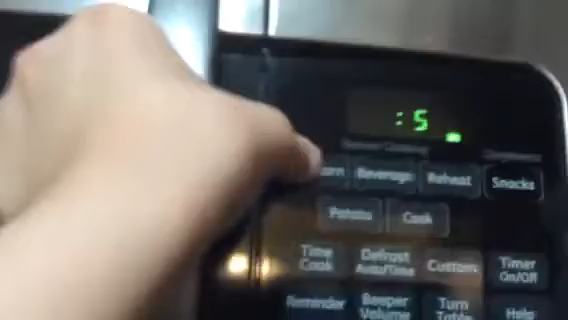 :5
Beverage Reheat Snacks
Potato Cook
Time Cook Defrost Auto/Time Custom Timer On/Off
Reminder Beeper Volume Turn Table Help